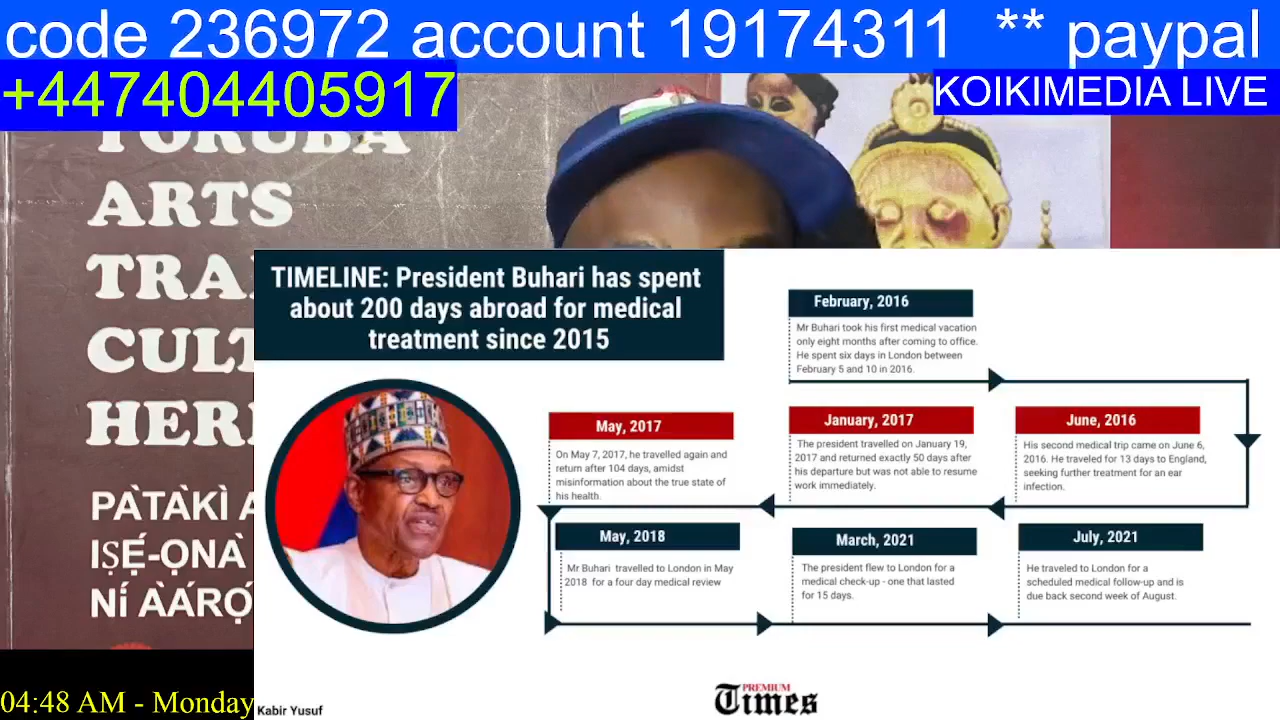 code 236972 account 19174311 ** paypal
+447404405917
KOIKIMEDIA LIVE
YORUBA
ARTS
TRA
CULT
HERI
PÀTÀKÌ A
IṢẸ́-ỌNÀ
NÍ ÀÁRỌ̀
TIMELINE: President Buhari has spent
about 200 days abroad for medical
treatment since 2015
February, 2016
Mr Buhari took his first medical vacation
only eight months after coming to office.
He spent six days in London between
February 5 and 10 in 2016.
June, 2016
His second medical trip came on June 6,
2016. He traveled for 13 days to England,
seeking further treatment for an ear
infection.
January, 2017
The president travelled on January 19,
2017 and returned exactly 50 days after
his departure but was not able to resume
work immediately.
May, 2017
On May 7, 2017, he travelled again and
return after 104 days, amidst
misinformation about the true state of
his health.
May, 2018
Mr Buhari travelled to London in May
2018 for a four day medical review
March, 2021
The president flew to London for a
medical check-up - one that lasted
for 15 days.
July, 2021
He traveled to London for a
scheduled medical follow-up and is
due back second week of August.
PREMIUM
Times
04:48 AM - Monday
Kabir Yusuf